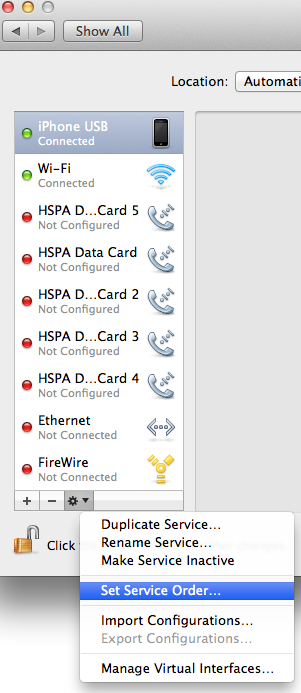 Show All
Location:
Automati
iPhone USB
Connected
Wi-Fi
Connected
HSPA D...Card 5
Not Configured
HSPA Data Card
Not Configured
HSPA D...Card 2
Not Configured
HSPA D...Card 3
Not Configured
HSPA D...Card 4
Not Configured
Ethernet
Not Connected
FireWire
Not Connected
Click
Duplicate Service...
Rename Service...
Make Service Inactive
Set Service Order...
Import Configurations...
Export Configurations...
Manage Virtual Interfaces...